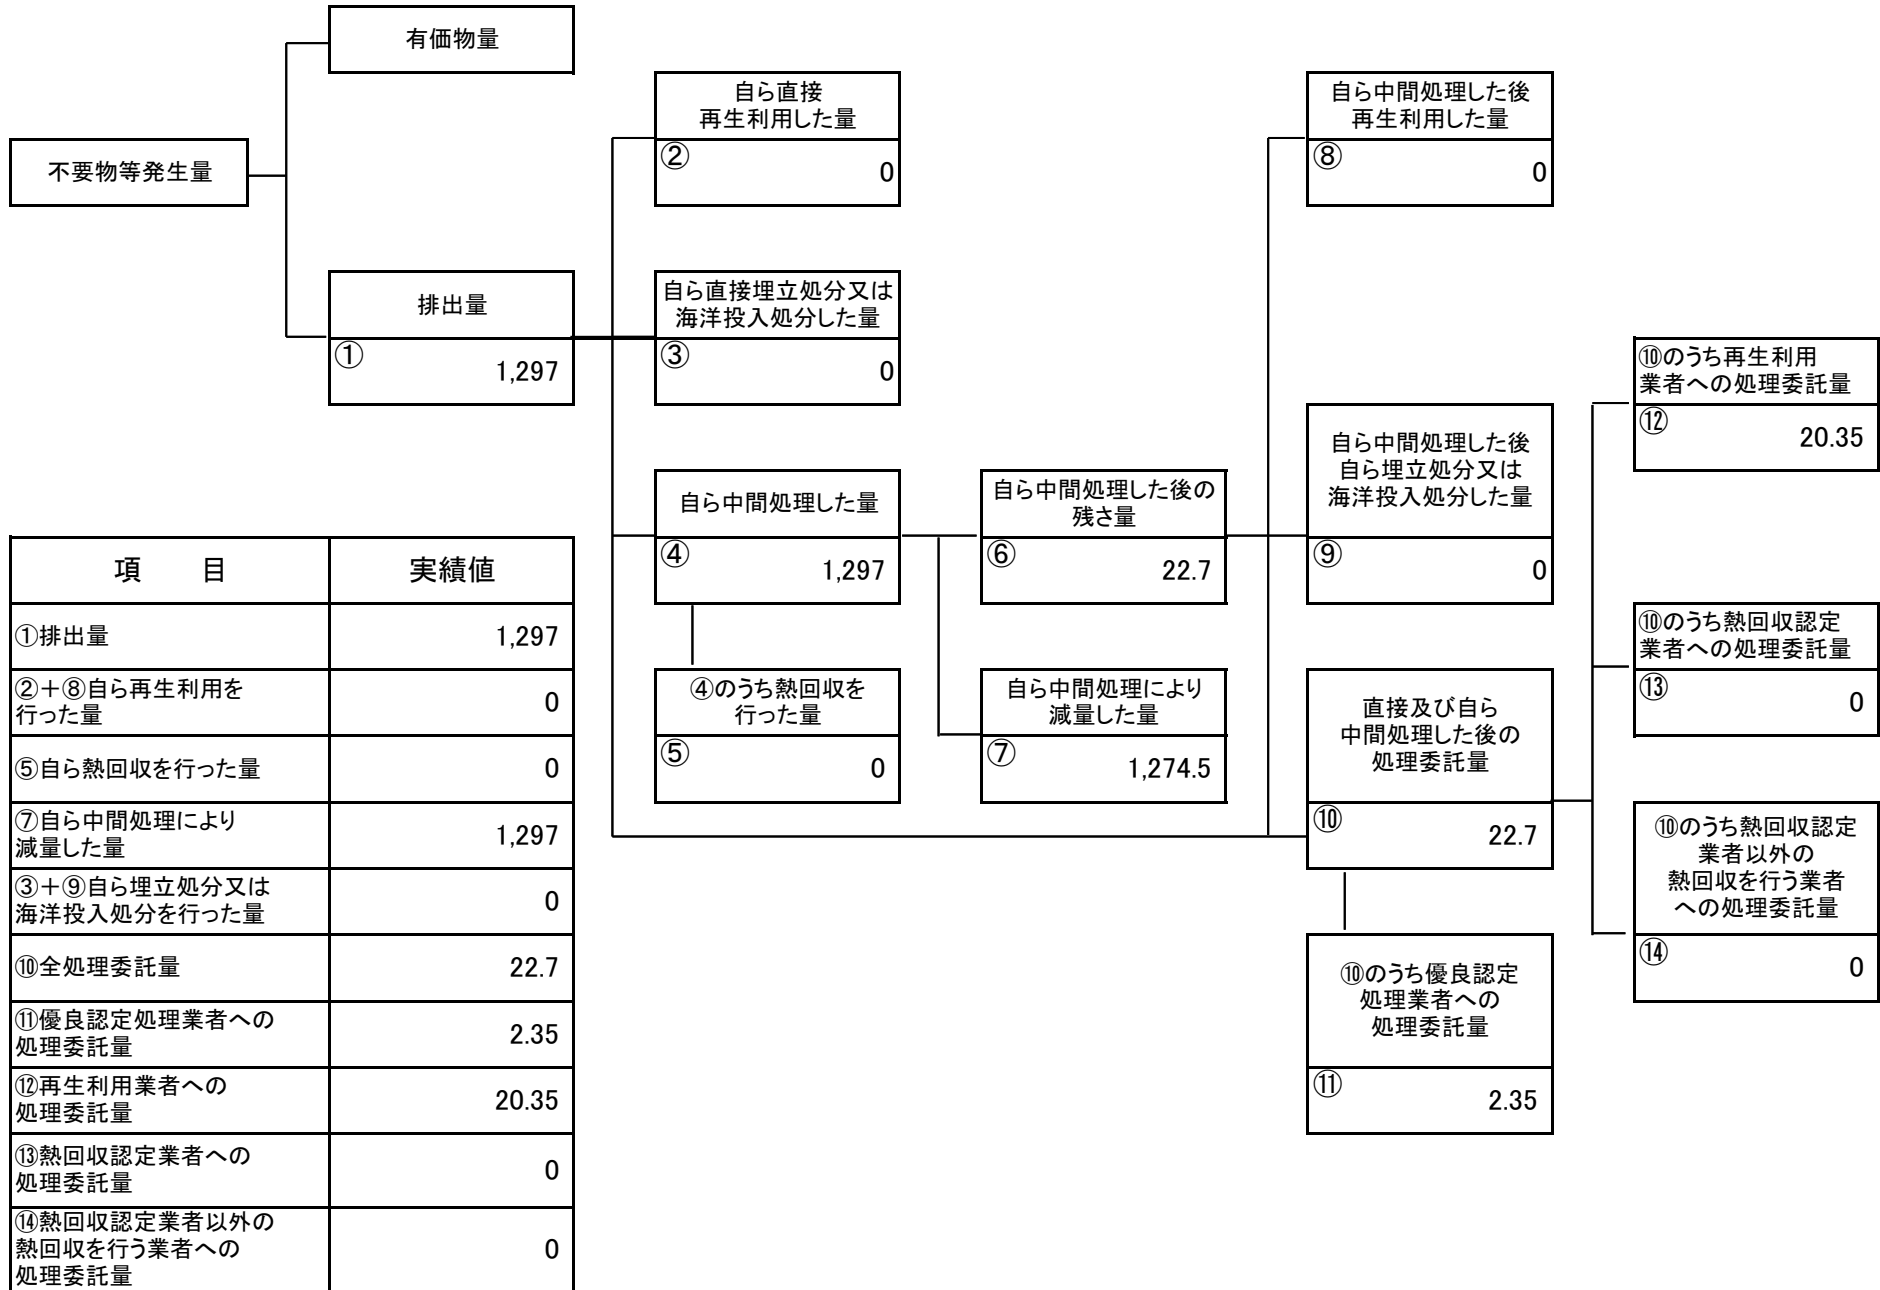 有価物量
不要物等発生量
排出量
①
1,297
自ら直接
再生利用した量
②
0
自ら直接埋立処分又は
海洋投入処分した量
③
0
自ら中間処理した量
④
1,297
④のうち熱回収を
行った量
⑤
0
自ら中間処理した後の
残さ量
⑥
22.7
自ら中間処理により
減量した量
⑦
1,274.5
自ら中間処理した後
再生利用した量
⑧
0
自ら中間処理した後
自ら埋立処分又は
海洋投入処分した量
⑨
0
直接及び自ら
中間処理した後の
処理委託量
⑩
22.7
⑩のうち優良認定
処理業者への
処理委託量
⑪
2.35
⑩のうち再生利用
業者への処理委託量
⑫
20.35
⑩のうち熱回収認定
業者への処理委託量
⑬
0
⑩のうち熱回収認定
業者以外の
熱回収を行う業者
への処理委託量
⑭
0
項 目 実績値
①排出量 1,297
②+⑧自ら再生利用を
行った量 0
⑤自ら熱回収を行った量 0
⑦自ら中間処理により
減量した量 1,297
③+⑨自ら埋立処分又は
海洋投入処分を行った量 0
⑩全処理委託量 22.7
⑪優良認定処理業者への
処理委託量 2.35
⑫再生利用業者への
処理委託量 20.35
⑬熱回収認定業者への
処理委託量 0
⑭熱回収認定業者以外の
熱回収を行う業者への
処理委託量 0